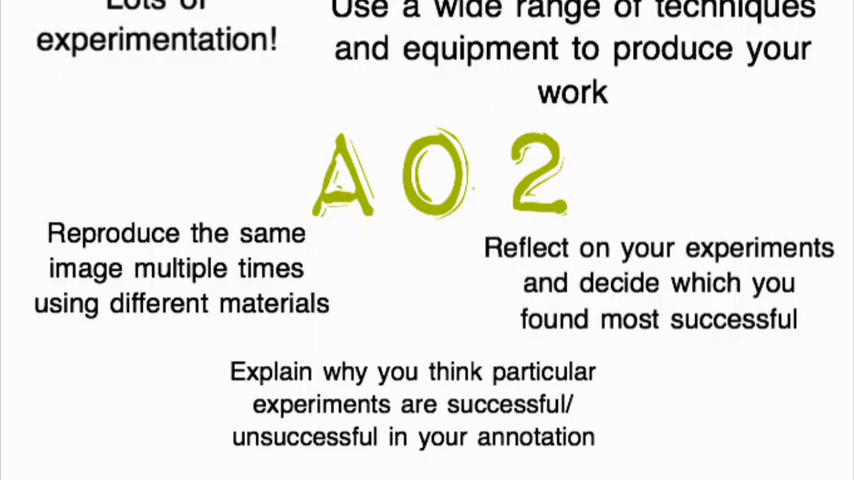 Lots of
experimentation!
Use a wide range of techniques
and equipment to produce your
work
AO2
Reproduce the same
image multiple times
using different materials
Reflect on your experiments
and decide which you
found most successful
Explain why you think particular
experiments are successful/
unsuccessful in your annotation